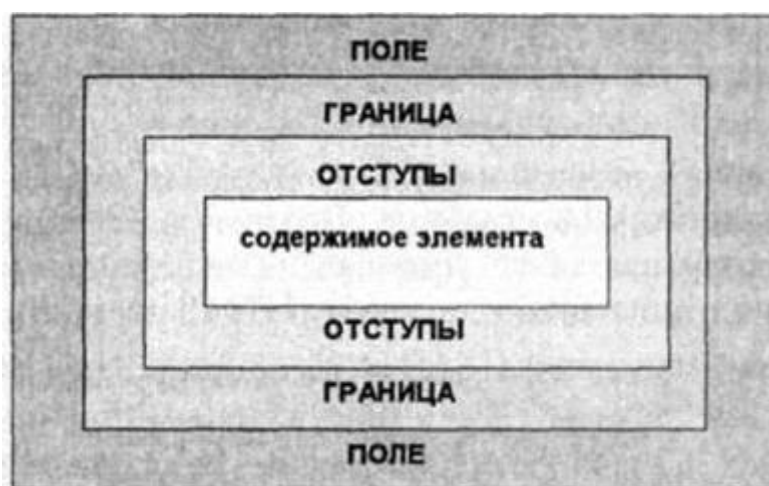 ПОЛЕ
ГРАНИЦА
ОТСТУПЫ
содержимое элемента
ОТСТУПЫ
ГРАНИЦА
ПОЛЕ